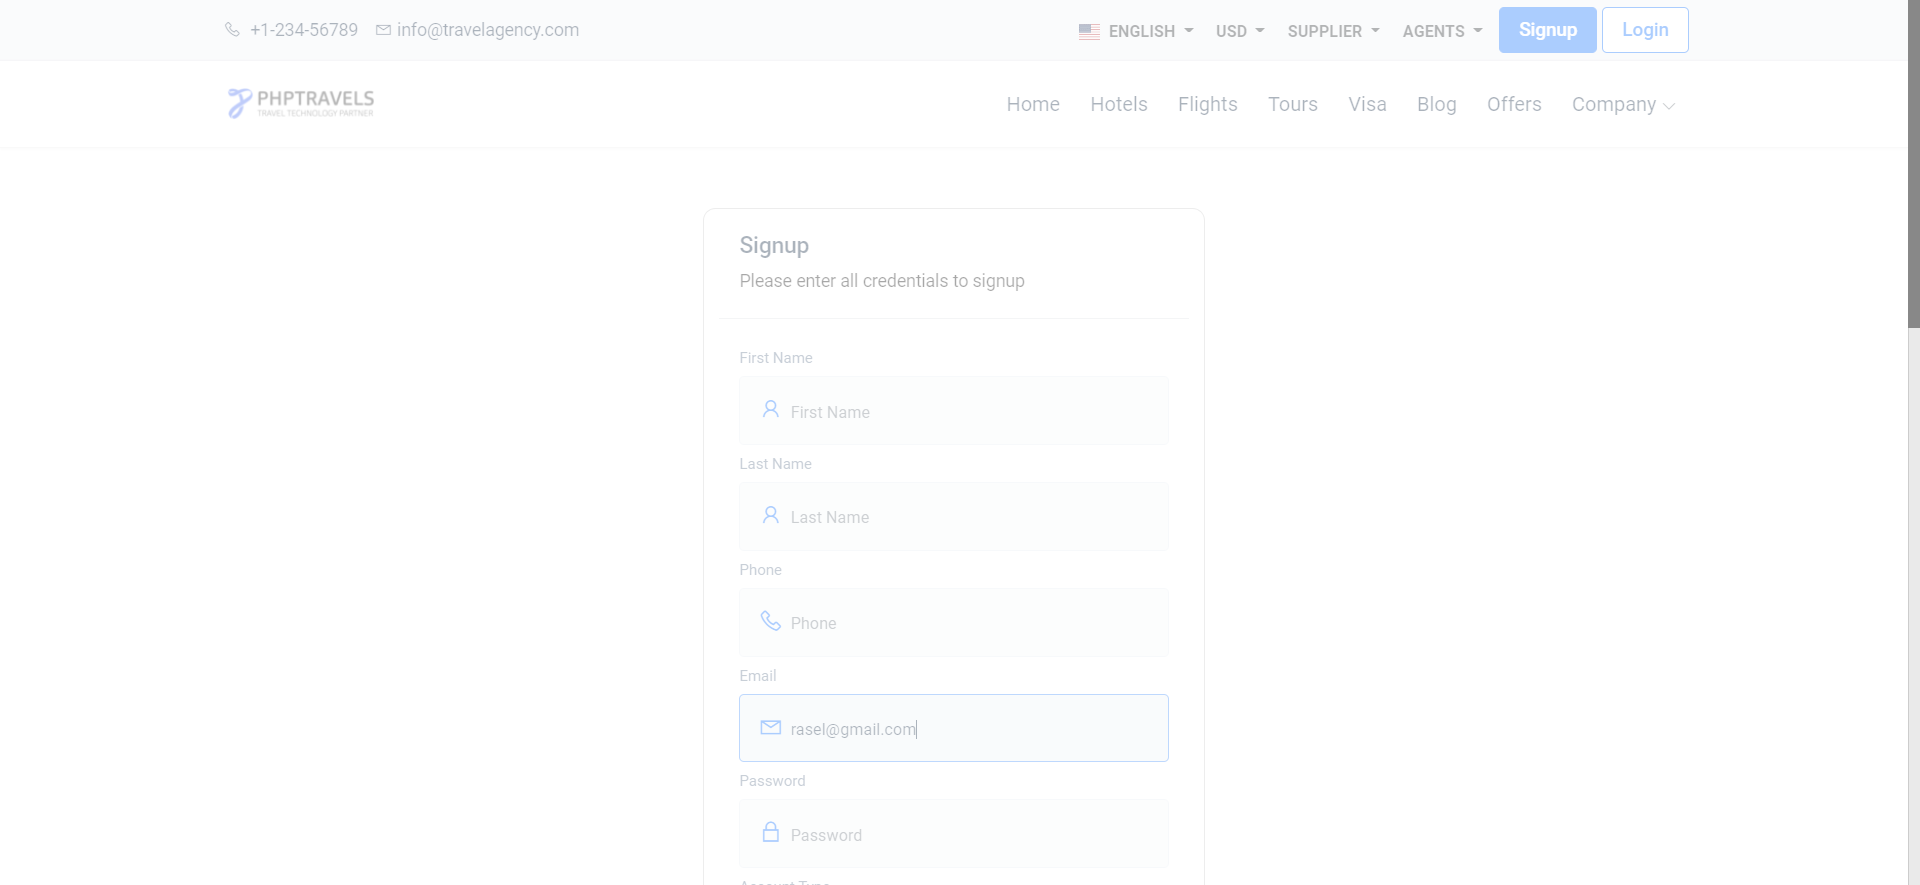 +1-234-56789 info@travelagency.com ENGLISH USD SUPPLIER AGENTS Signup Login
PHPTRAVELS
TRAVEL TECHNOLOGY PARTNER
Home Hotels Flights Tours Visa Blog Offers Company
Signup
Please enter all credentials to signup
First Name
First Name
Last Name
Last Name
Phone
Phone
Email
rasel@gmail.com
Password
Password
Account Type